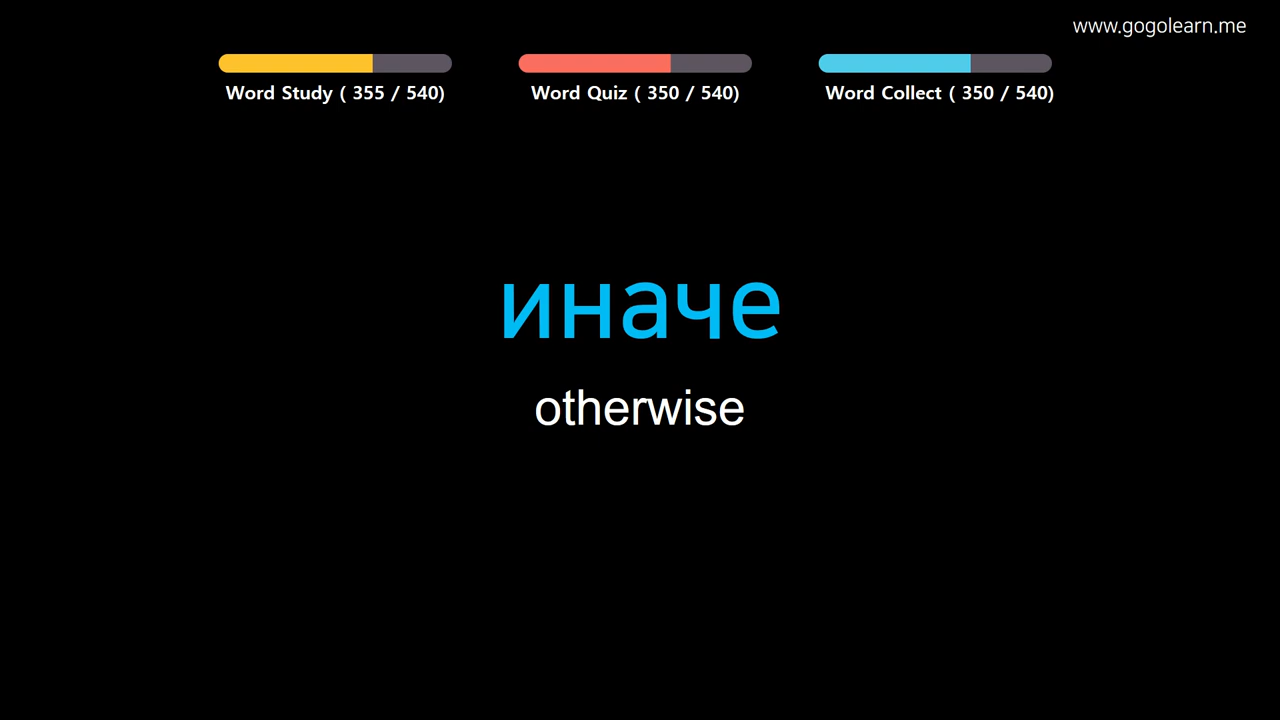 www.gogolearn.me
Word Study ( 355 / 540)
Word Quiz ( 350 / 540)
Word Collect ( 350 / 540)
иначе
otherwise